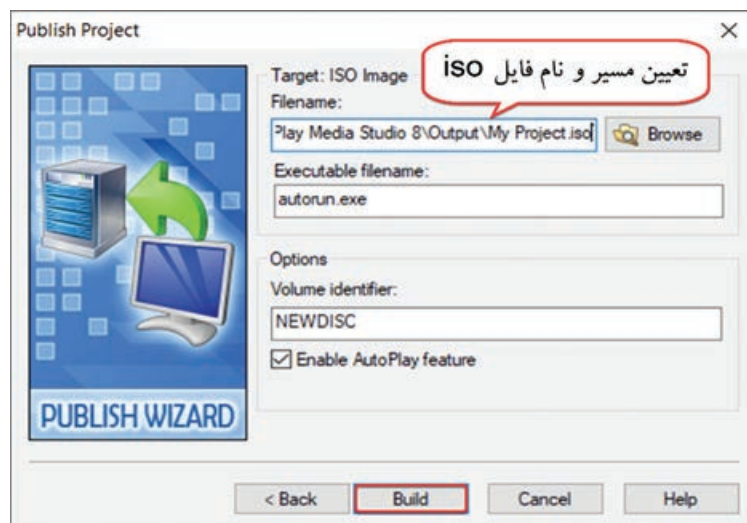 Publish Project
Target: ISO Image
تعیین مسیر و نام فایل iso
Filename:
Play Media Studio 8\Output\My Project.iso
Browse
Executable filename:
autorun.exe
Options
Volume identifier:
NEWDISC
Enable AutoPlay feature
PUBLISH WIZARD
< Back
Build
Cancel
Help